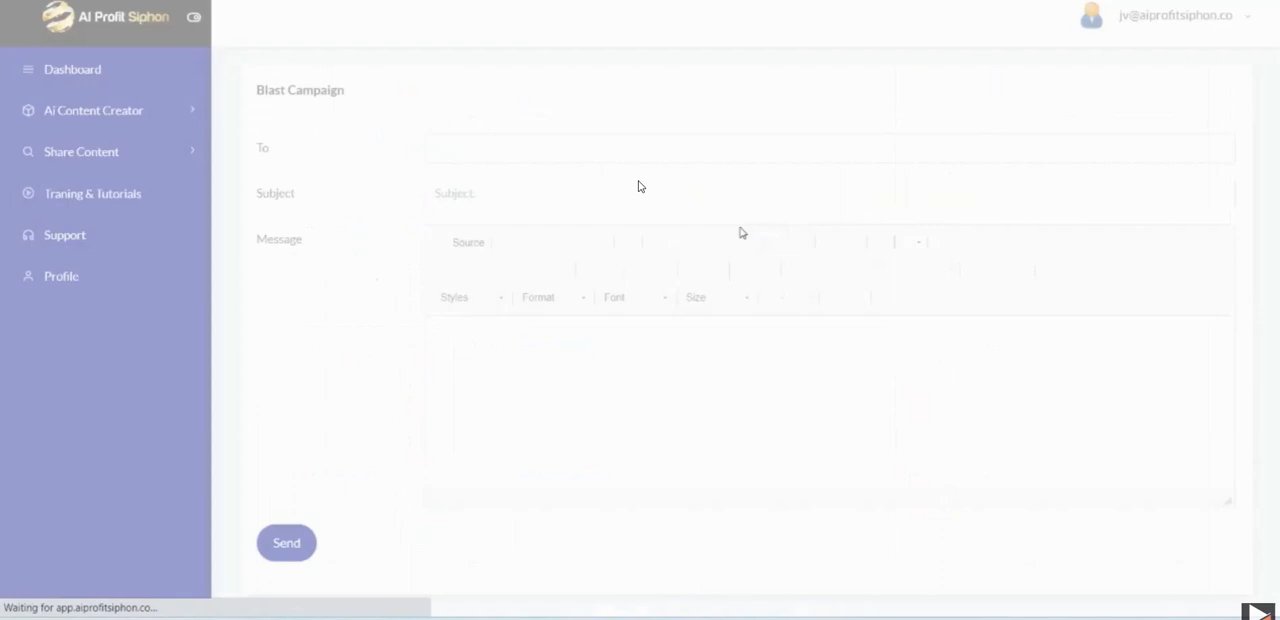 AI Profit Siphon
jv@aiprofitsiphon.co
Dashboard
Ai Content Creator
Share Content
Traning & Tutorials
Support
Profile
Blast Campaign
To
Subject
Subject
Message
Source
Styles
Format
Font
Size
Send
Waiting for app.aiprofitsiphon.co...